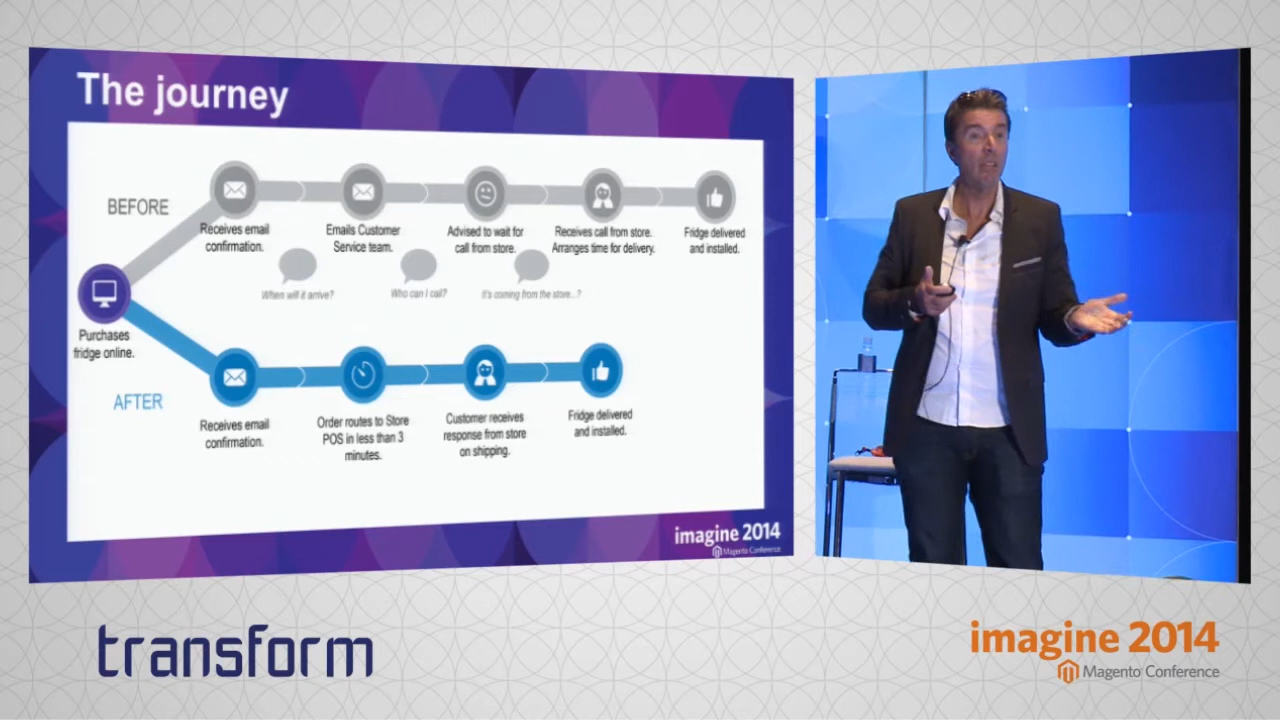 The journey
BEFORE
Receives email
confirmation.
Emails Customer
Service team.
Advised to wait for
call from store.
Receives call from store.
Arranges time for delivery.
Fridge delivered
and installed.
When will it arrive?
Who can I call?
It's coming from the store...?
Purchases
fridge online.
AFTER
Receives email
confirmation.
Order routes to Store
POS in less than 3
minutes.
Customer receives
response from store
on shipping.
Fridge delivered
and installed.
imagine 2014
Magento Conference
transform
imagine 2014
Magento Conference